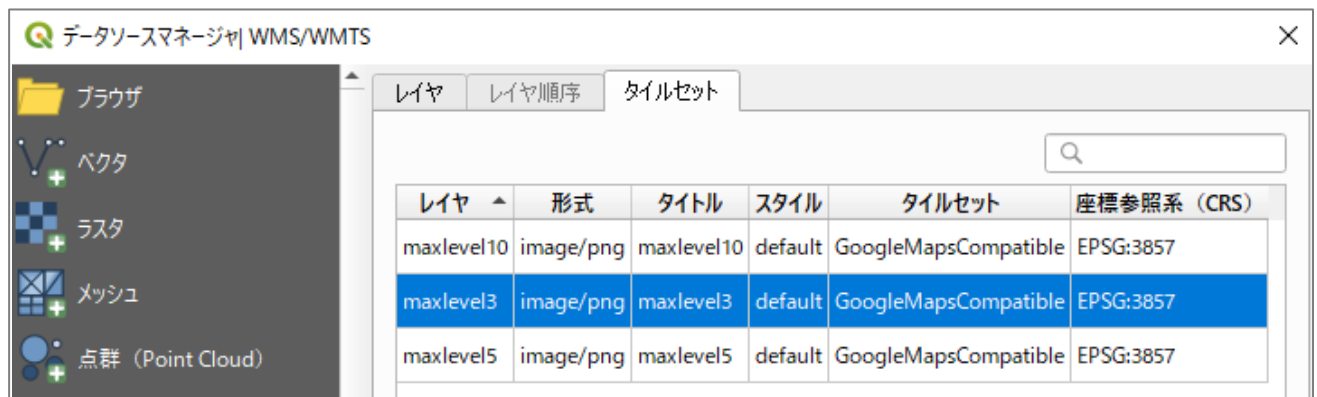 データソースマネージャ| WMS/WMTS
ブラウザ
ベクタ
ラスタ
メッシュ
点群（Point Cloud）
レイヤ レイヤ順序 タイルセット
レイヤ 形式 タイトル スタイル タイルセット 座標参照系（CRS）
maxlevel10 image/png maxlevel10 default GoogleMapsCompatible EPSG:3857
maxlevel3 image/png maxlevel3 default GoogleMapsCompatible EPSG:3857
maxlevel5 image/png maxlevel5 default GoogleMapsCompatible EPSG:3857